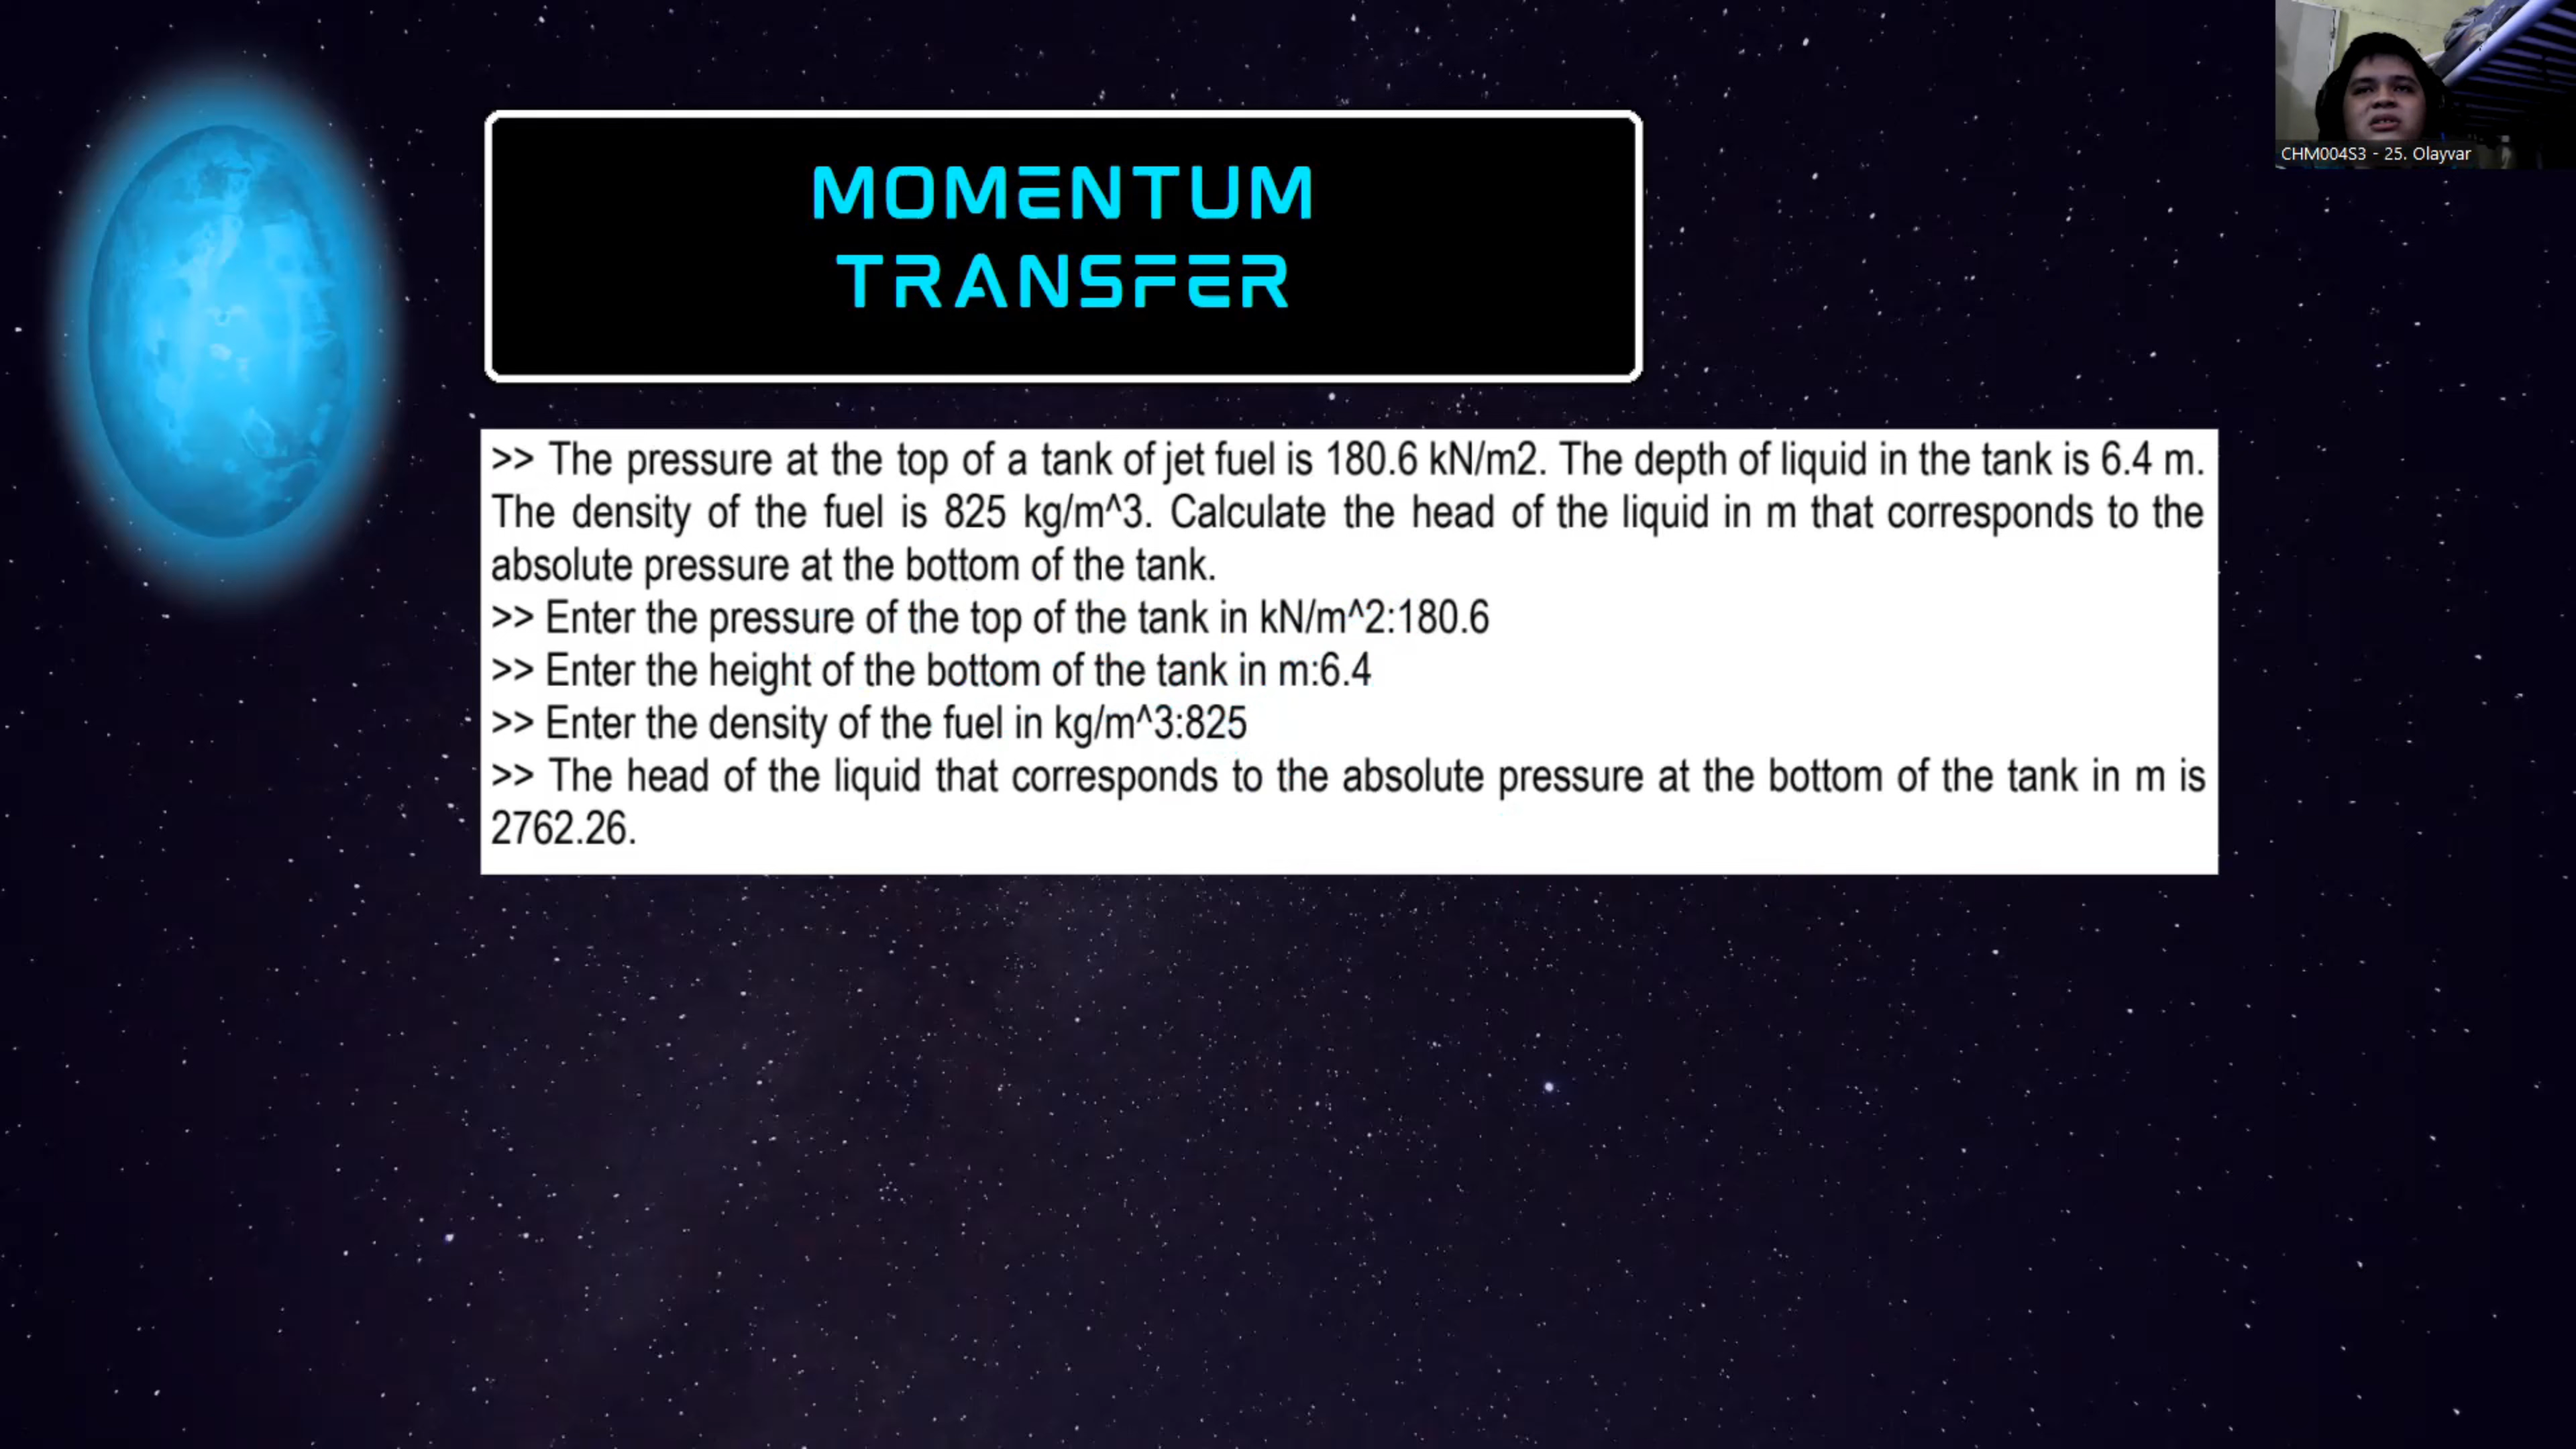 CHM004S3 - 25. Olayvar
MOMENTUM
TRANSFER
>> The pressure at the top of a tank of jet fuel is 180.6 kN/m2. The depth of liquid in the tank is 6.4 m.
The density of the fuel is 825 kg/m^3. Calculate the head of the liquid in m that corresponds to the
absolute pressure at the bottom of the tank.
>> Enter the pressure of the top of the tank in kN/m^2:180.6
>> Enter the height of the bottom of the tank in m:6.4
>> Enter the density of the fuel in kg/m^3:825
>> The head of the liquid that corresponds to the absolute pressure at the bottom of the tank in m is
2762.26.